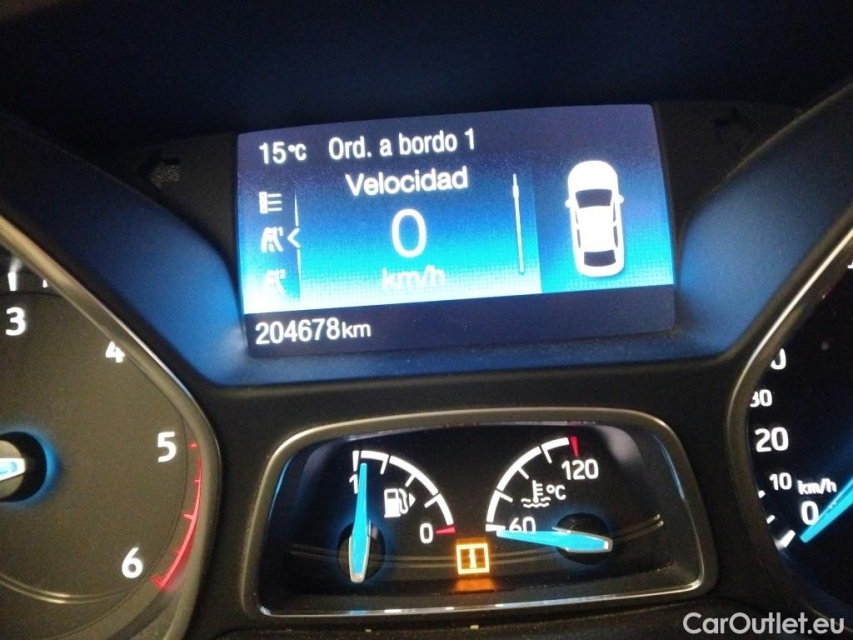 15°C Ord. a bordo 1
Velocidad
0
km/h
204678km
3
4
5
6
1
0
120
°C
60
30
20
10 km/h
0
CarOutlet.eu